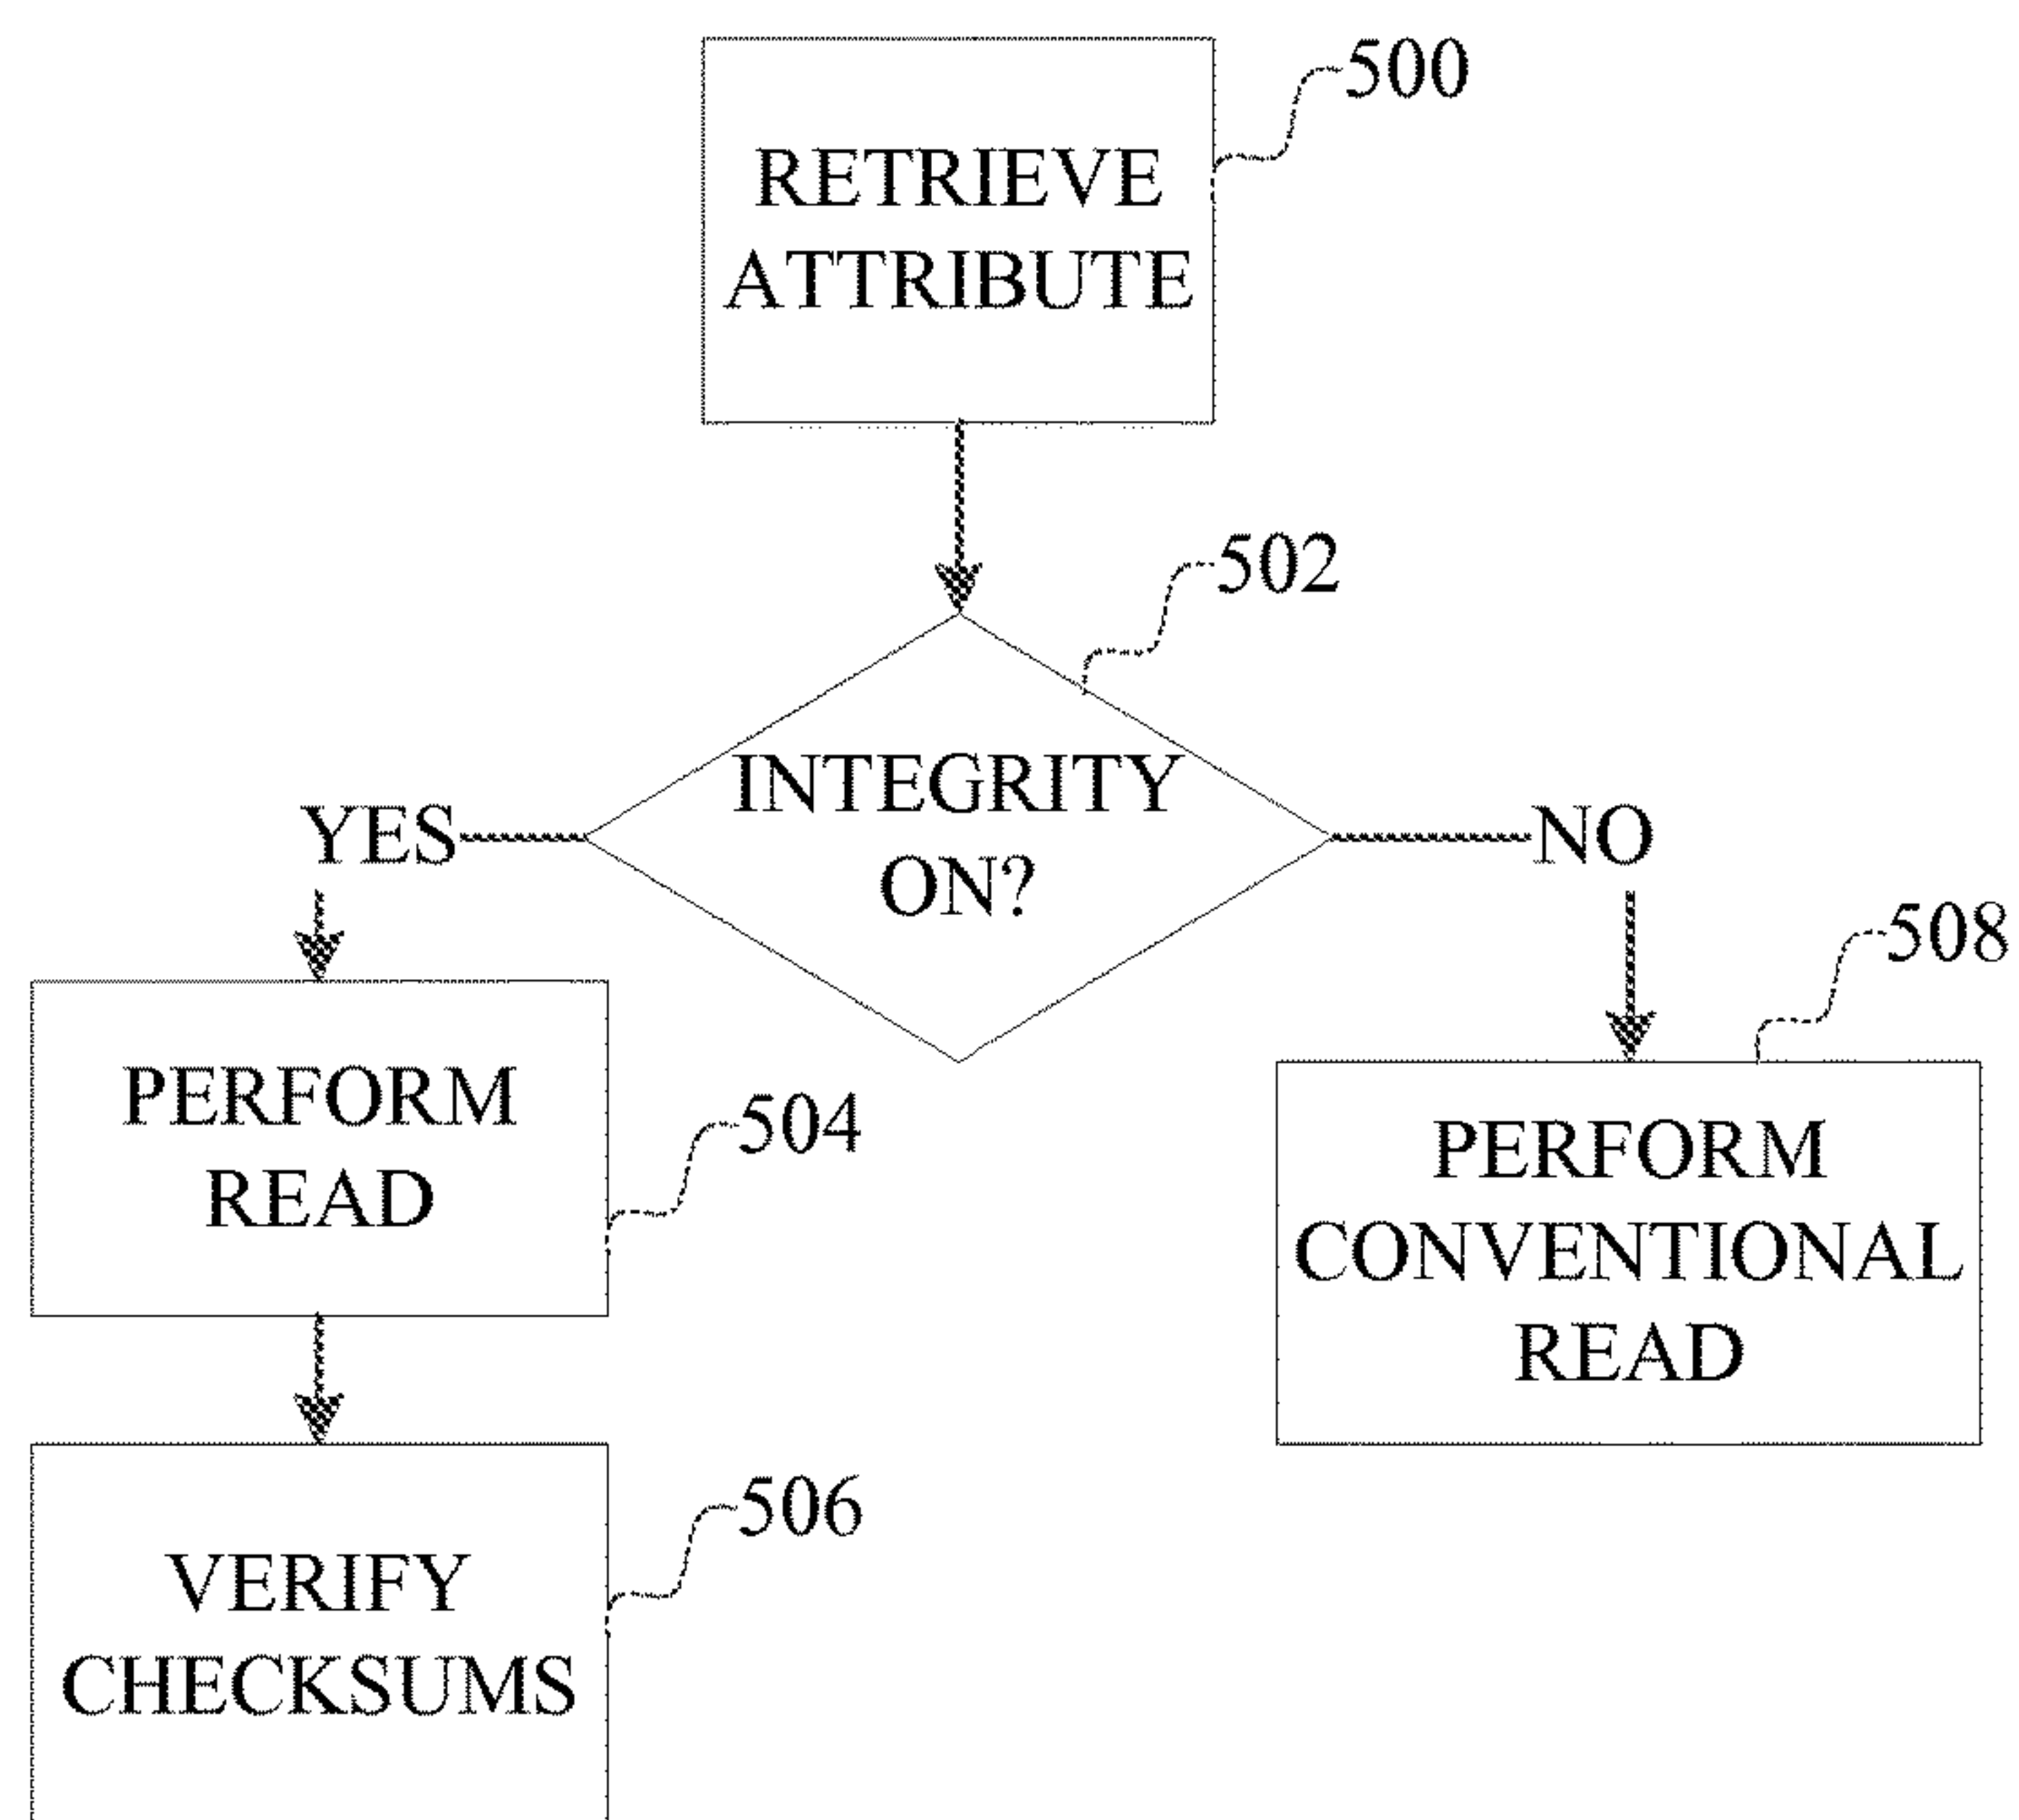 500
RETRIEVE
ATTRIBUTE
502
INTEGRITY
ON?
YES
NO
508
PERFORM
READ
504
PERFORM
CONVENTIONAL
READ
506
VERIFY
CHECKSUMS